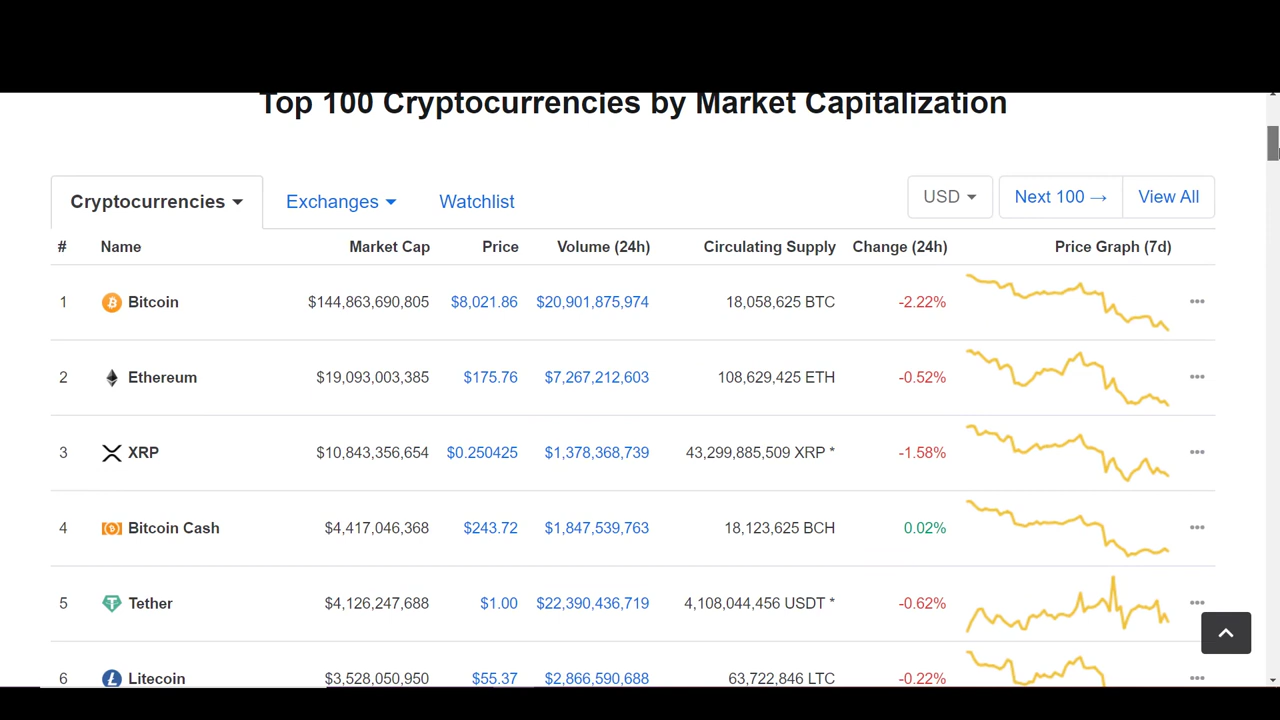 Top 100 Cryptocurrencies by Market Capitalization
Cryptocurrencies Exchanges Watchlist USD Next 100 → View All
# Name Market Cap Price Volume (24h) Circulating Supply Change (24h) Price Graph (7d)
1 Bitcoin $144,863,690,805 $8,021.86 $20,901,875,974 18,058,625 BTC -2.22%
2 Ethereum $19,093,003,385 $175.76 $7,267,212,603 108,629,425 ETH -0.52%
3 XRP $10,843,356,654 $0.250425 $1,378,368,739 43,299,885,509 XRP * -1.58%
4 Bitcoin Cash $4,417,046,368 $243.72 $1,847,539,763 18,123,625 BCH 0.02%
5 Tether $4,126,247,688 $1.00 $22,390,436,719 4,108,044,456 USDT * -0.62%
6 Litecoin $3,528,050,950 $55.37 $2,866,590,688 63,722,846 LTC -0.22%